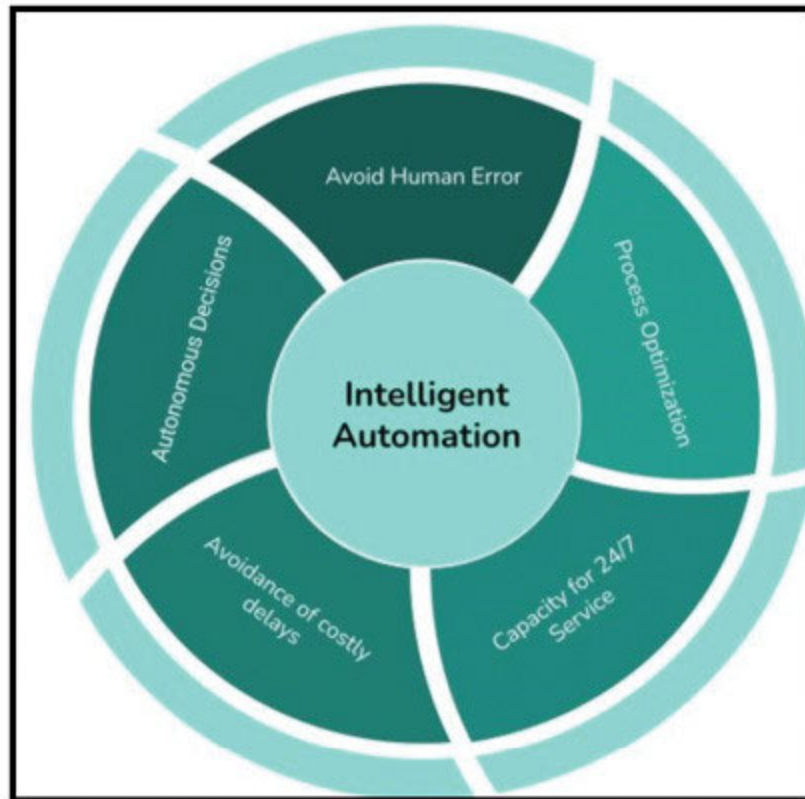 Avoid Human Error
Process Optimization
Intelligent
Automation
Autonomous Decisions
Avoidance of costly
delays
Capacity for 24/7
Service